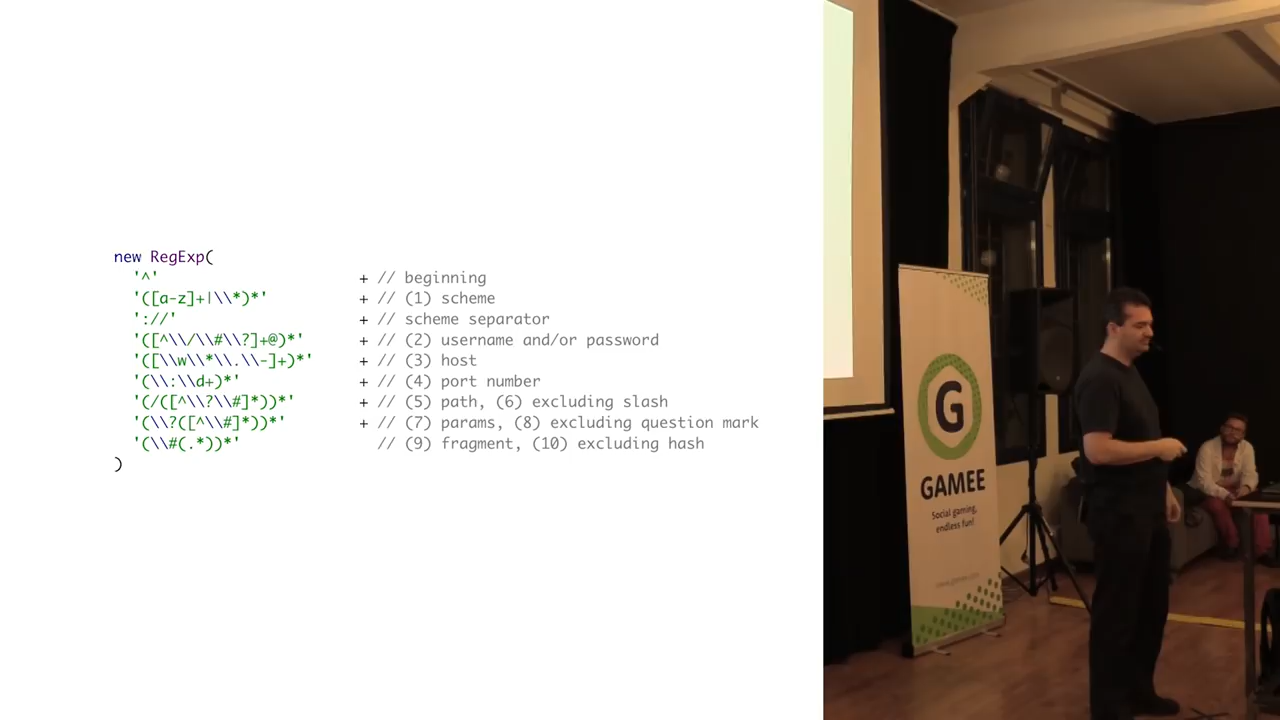 new RegExp(
'^' + // beginning
'([a-z]+|\\*)*' + // (1) scheme
'://' + // scheme separator
'([^\\/\\#\\?]+@)*' + // (2) username and/or password
'([\\w\\*\\.\\-]+)*' + // (3) host
'(\\:\\d+)*' + // (4) port number
'(/([^\\?\\#]*))*' + // (5) path, (6) excluding slash
'(\\?([^\\#]*))*' + // (7) params, (8) excluding question mark
'(\\#(.*))*' // (9) fragment, (10) excluding hash
)
G
GAMEE
Social gaming,
endless fun!